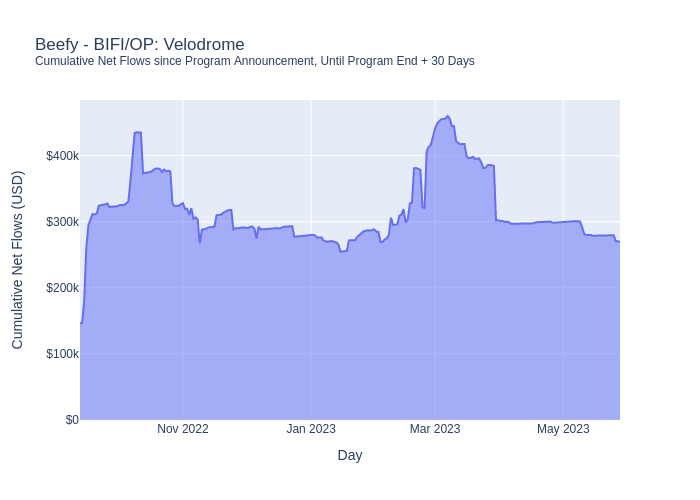 Beefy - BIFI/OP: Velodrome
Cumulative Net Flows since Program Announcement, Until Program End + 30 Days
Cumulative Net Flows (USD)
$400k
$300k
$200k
$100k
$0
Nov 2022
Jan 2023
Mar 2023
May 2023
Day